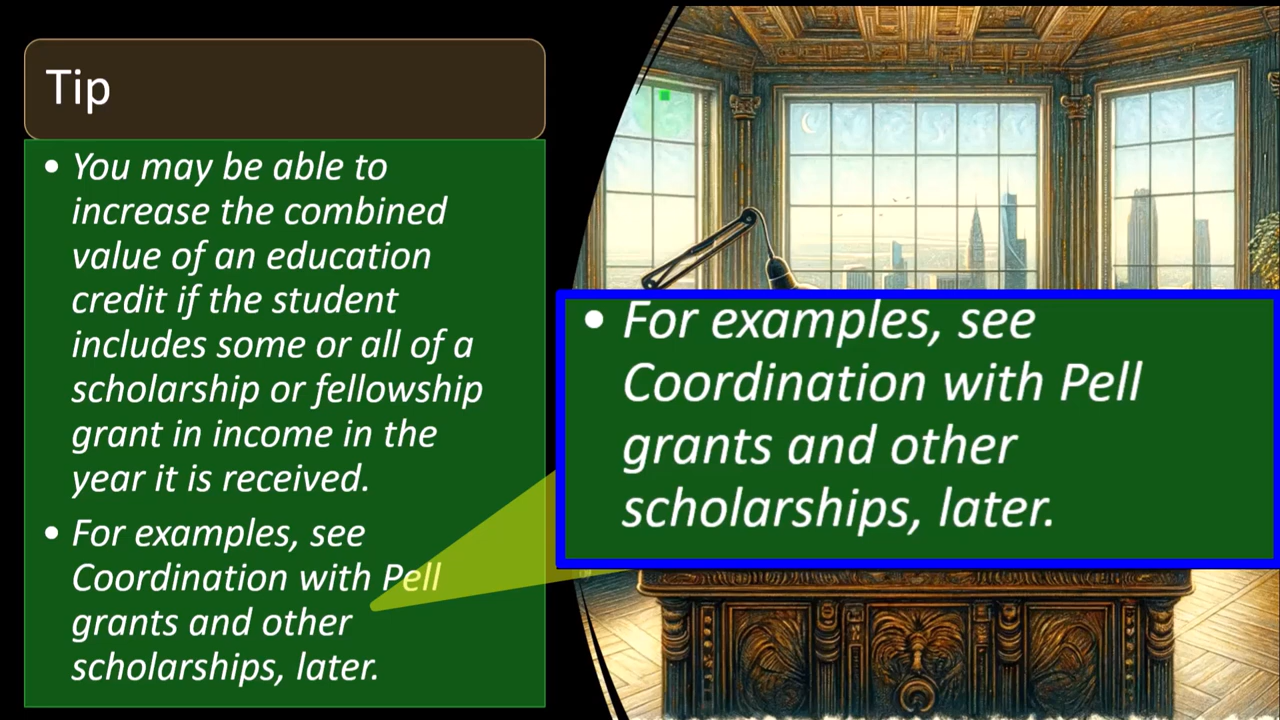 Tip
• You may be able to
increase the combined
value of an education
credit if the student
includes some or all of a
scholarship or fellowship
grant in income in the
year it is received.
• For examples, see
Coordination with Pell
grants and other
scholarships, later.
• For examples, see
Coordination with Pell
grants and other
scholarships, later.